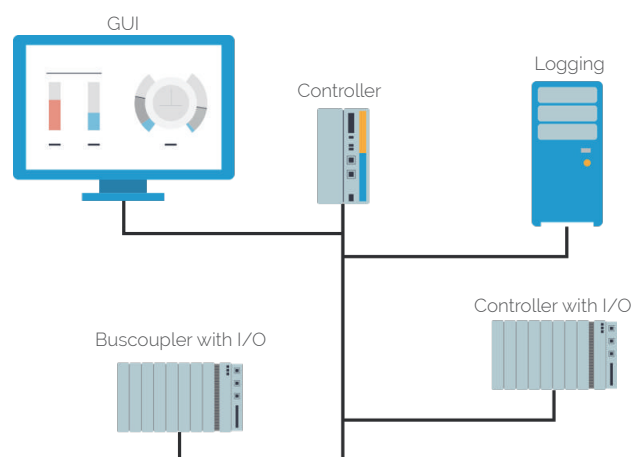 GUI
Logging
Controller
Controller with I/O
Buscoupler with I/O